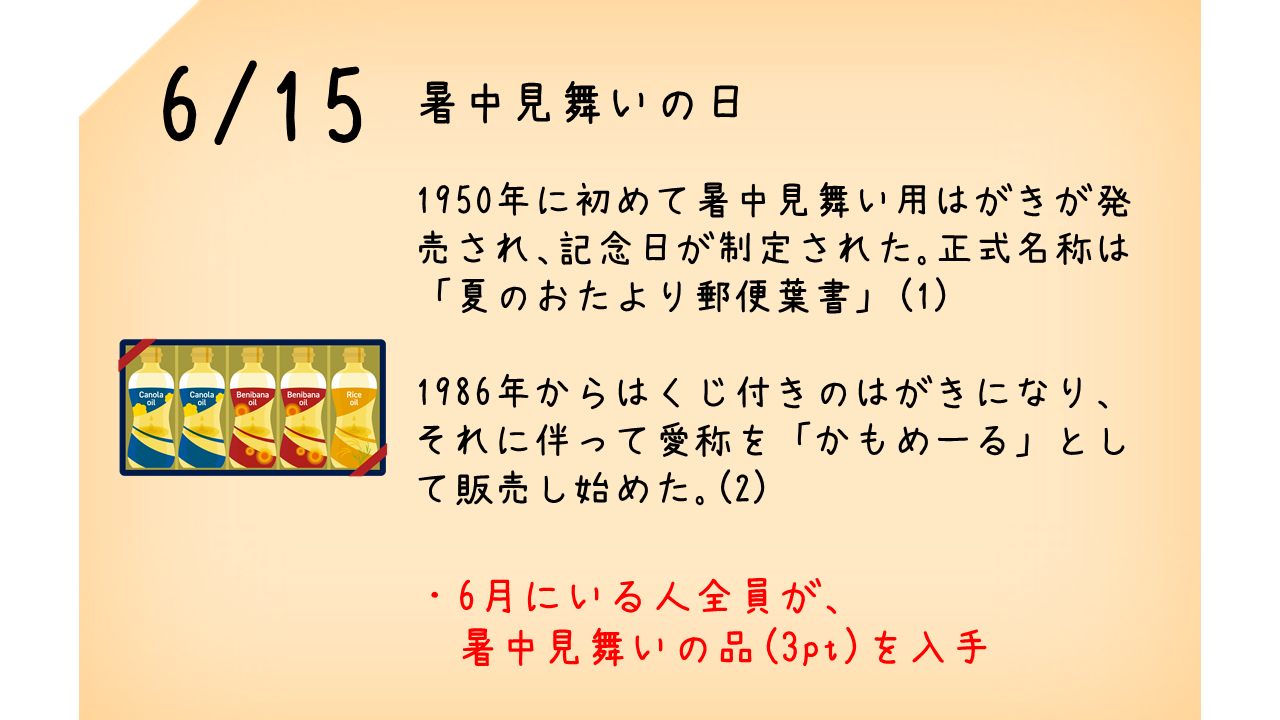 6/15
暑中見舞いの日
1950年に初めて暑中見舞い用はがきが発
売され、記念日が制定された。正式名称は
「夏のおたより郵便葉書」(1)
Canola
oil
Canola
oil
Benibana
oil
Benibana
oil
Rice
oil
1986年からはくじ付きのはがきになり、
それに伴って愛称を「かもめーる」とし
て販売し始めた。(2)
・6月にいる人全員が、
暑中見舞いの品(3pt)を入手